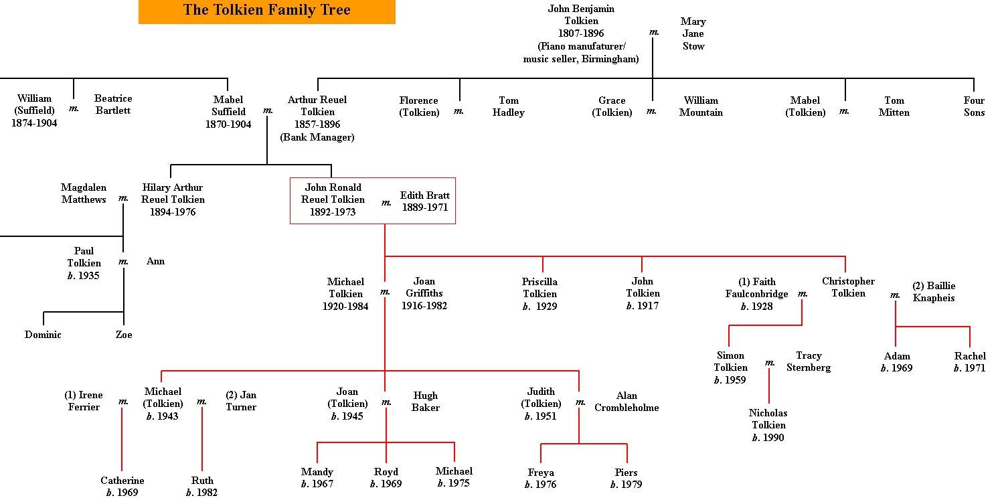 The Tolkien Family Tree
John Benjamin
Tolkien
1807-1896
(Piano manufaturer/
music seller, Birmingham)
m.
Mary
Jane
Stow
William
(Suffield)
1874-1904
m.
Beatrice
Bartlett
Mabel
Suffield
1870-1904
m.
Arthur Reuel
Tolkien
1857-1896
(Bank Manager)
Florence
(Tolkien)
m.
Tom
Hadley
Grace
(Tolkien)
m.
William
Mountain
Mabel
(Tolkien)
m.
Tom
Mitten
Four
Sons
Magdalen
Matthews
m.
Hilary Arthur
Reuel Tolkien
1894-1976
John Ronald
Reuel Tolkien
1892-1973
m.
Edith Bratt
1889-1971
Paul
Tolkien
b. 1935
m.
Ann
Michael
Tolkien
1920-1984
m.
Joan
Griffiths
1916-1982
Priscilla
Tolkien
b. 1929
John
Tolkien
b. 1917
(1) Faith
Faulconbridge
b. 1928
m.
Christopher
Tolkien
m.
(2) Baillie
Knapheis
Dominic
Zoe
Simon
Tolkien
b. 1959
m.
Tracy
Sternberg
Adam
b. 1969
Rachel
b. 1971
(1) Irene
Ferrier
m.
Michael
(Tolkien)
b. 1943
m.
(2) Jan
Turner
Joan
(Tolkien)
b. 1945
m.
Hugh
Baker
Judith
(Tolkien)
b. 1951
m.
Alan
Crombleholme
Nicholas
Tolkien
b. 1990
Catherine
b. 1969
Ruth
b. 1982
Mandy
b. 1967
Royd
b. 1969
Michael
b. 1975
Freya
b. 1976
Piers
b. 1979